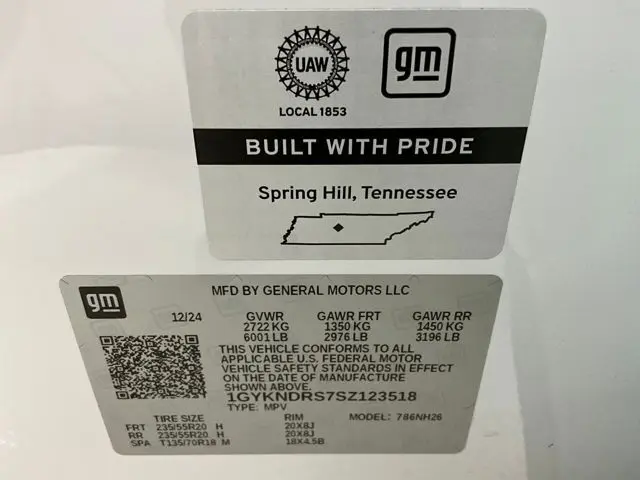 UAW
gm
LOCAL 1853
BUILT WITH PRIDE
Spring Hill, Tennessee
gm
MFD BY GENERAL MOTORS LLC
12/24 GVWR GAWR FRT GAWR RR
2722 KG 1350 KG 1450 KG
6001 LB 2976 LB 3196 LB
THIS VEHICLE CONFORMS TO ALL
APPLICABLE U.S. FEDERAL MOTOR
VEHICLE SAFETY STANDARDS IN EFFECT
ON THE DATE OF MANUFACTURE
SHOWN ABOVE.
1GYKNDRS7SZ123518
TYPE: MPV MODEL: 786NH26
TIRE SIZE RIM
FRT 235/55R20 H 20X8J
RR 235/55R20 H 20X8J
SPA T135/70R18 M 18X4.5B